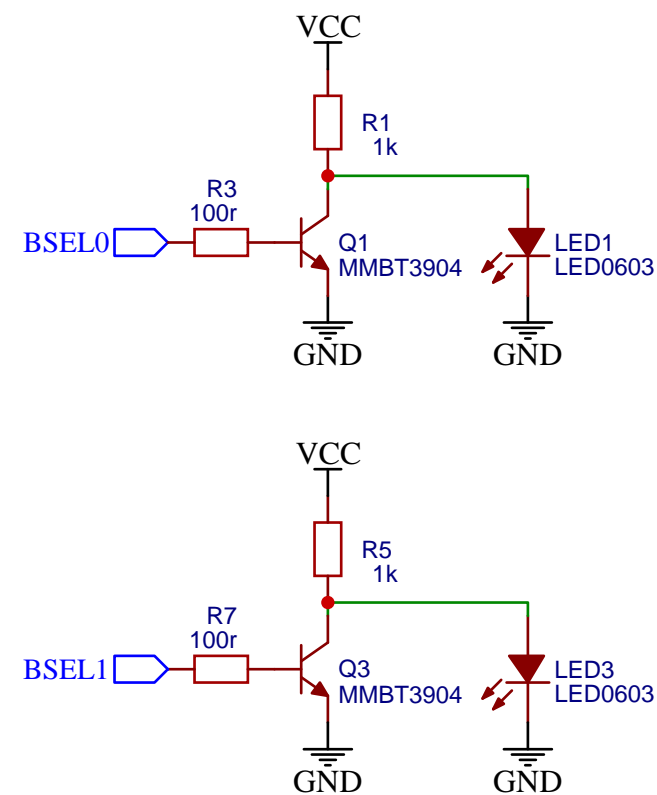 VCC
R1
1k
R3
100r
BSEL0
Q1
MMBT3904
LED1
LED0603
GND
GND
VCC
R5
1k
R7
100r
BSEL1
Q3
MMBT3904
LED3
LED0603
GND
GND